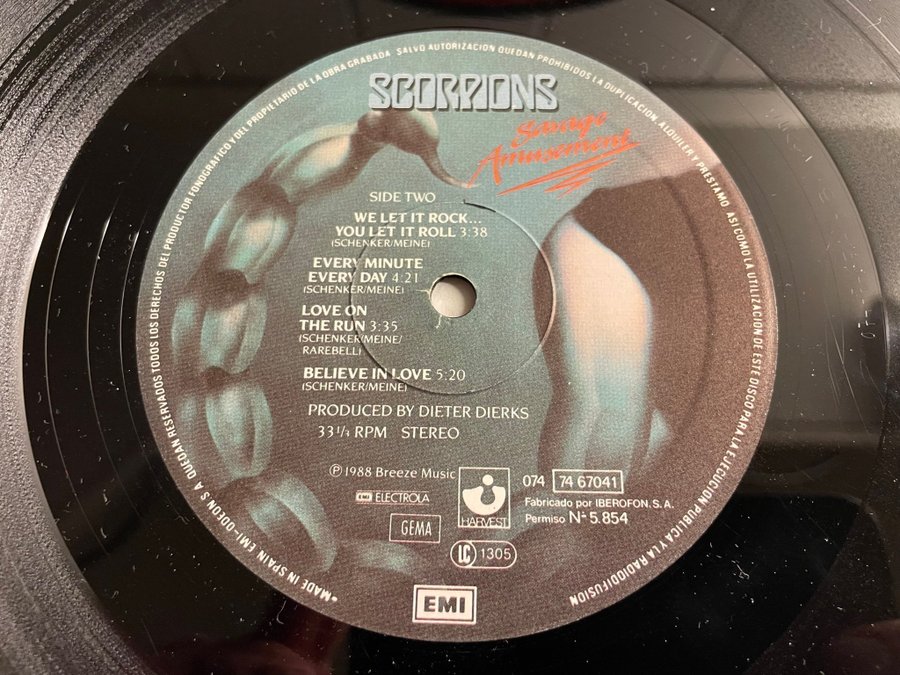 SALVO AUTORIZACION QUEDAN PROHIBIDOS LA DUPLICACION, ALQUILER Y PRESTAMO, ASI COMO LA UTILIZACION DE ESTE DISCO PARA LA EJECUCION PUBLICA Y LA RADIODIFUSION
SCORPIONS
Savage
Amusement
SIDE TWO
WE LET IT ROCK...
YOU LET IT ROLL 3:38
(SCHENKER/MEINE)
EVERY MINUTE
EVERY DAY 4:21
(SCHENKER/MEINE)
LOVE ON
THE RUN 3:35
(SCHENKER/MEINE/
RAREBELL)
BELIEVE IN LOVE 5:20
(SCHENKER/MEINE)
PRODUCED BY DIETER DIERKS
33 1/3 RPM STEREO
℗ 1988 Breeze Music
EMI ELECTROLA
GEMA
HARVEST
074 74 67041
Fabricado por IBEROFON, S.A.
Permiso Nº 5.854
LC 1305
EMI
*MADE IN SPAIN EMI-ODEON S A QUEDAN RESERVADOS TODOS LOS DERECHOS DEL PRODUCTOR FONOGRAFICO Y DEL PROPIETARIO DE LA OBRA GRABADA